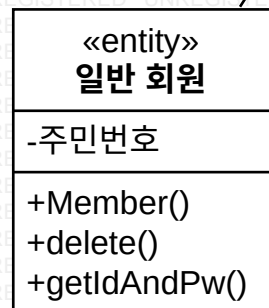 «entity»
일반 회원
-주민번호
+Member()
+delete()
+getIdAndPw()